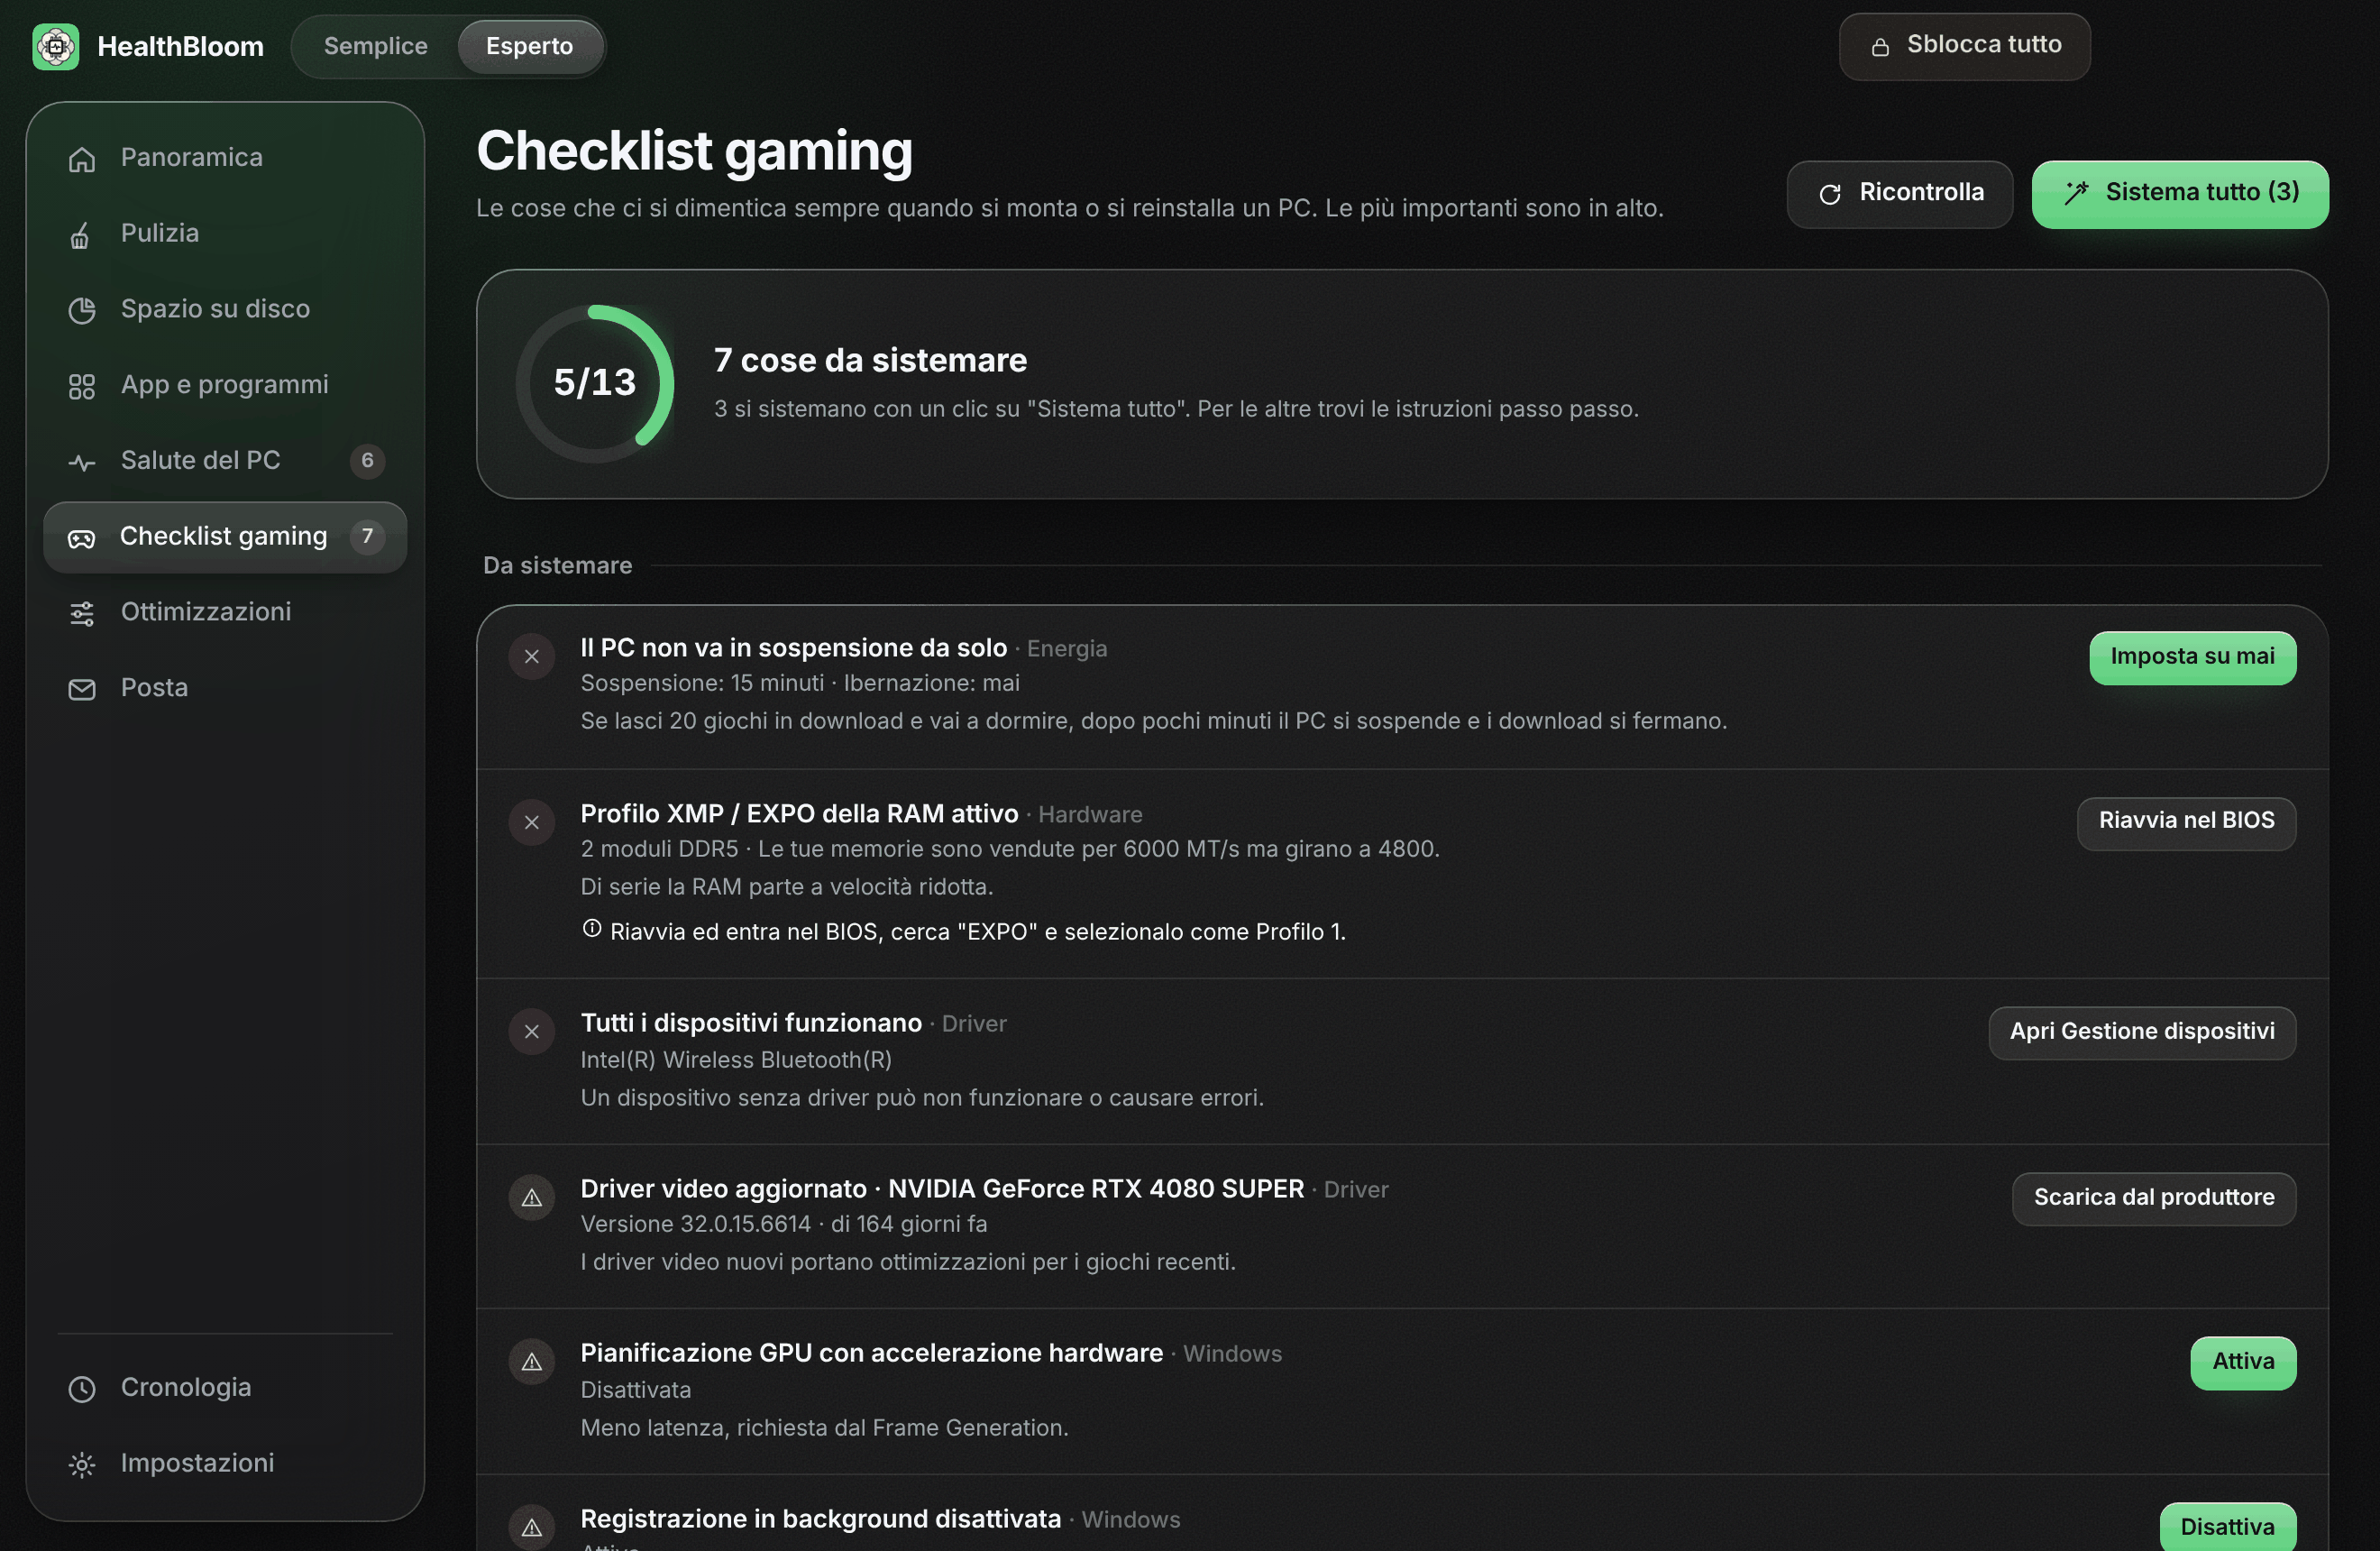 HealthBloom
Semplice
Esperto
Sblocca tutto
Panoramica
Pulizia
Spazio su disco
App e programmi
Salute del PC 6
Checklist gaming 7
Ottimizzazioni
Posta
Cronologia
Impostazioni
Checklist gaming
Le cose che ci si dimentica sempre quando si monta o si reinstalla un PC. Le più importanti sono in alto.
Ricontrolla
Sistema tutto (3)
5/13
7 cose da sistemare
3 si sistemano con un clic su "Sistema tutto". Per le altre trovi le istruzioni passo passo.
Da sistemare
Il PC non va in sospensione da solo · Energia
Sospensione: 15 minuti · Ibernazione: mai
Se lasci 20 giochi in download e vai a dormire, dopo pochi minuti il PC si sospende e i download si fermano.
Imposta su mai
Profilo XMP / EXPO della RAM attivo · Hardware
2 moduli DDR5 · Le tue memorie sono vendute per 6000 MT/s ma girano a 4800.
Di serie la RAM parte a velocità ridotta.
Riavvia ed entra nel BIOS, cerca "EXPO" e selezionalo come Profilo 1.
Riavvia nel BIOS
Tutti i dispositivi funzionano · Driver
Intel(R) Wireless Bluetooth(R)
Un dispositivo senza driver può non funzionare o causare errori.
Apri Gestione dispositivi
Driver video aggiornato · NVIDIA GeForce RTX 4080 SUPER · Driver
Versione 32.0.15.6614 · di 164 giorni fa
I driver video nuovi portano ottimizzazioni per i giochi recenti.
Scarica dal produttore
Pianificazione GPU con accelerazione hardware · Windows
Disattivata
Meno latenza, richiesta dal Frame Generation.
Attiva
Registrazione in background disattivata · Windows
Disattiva